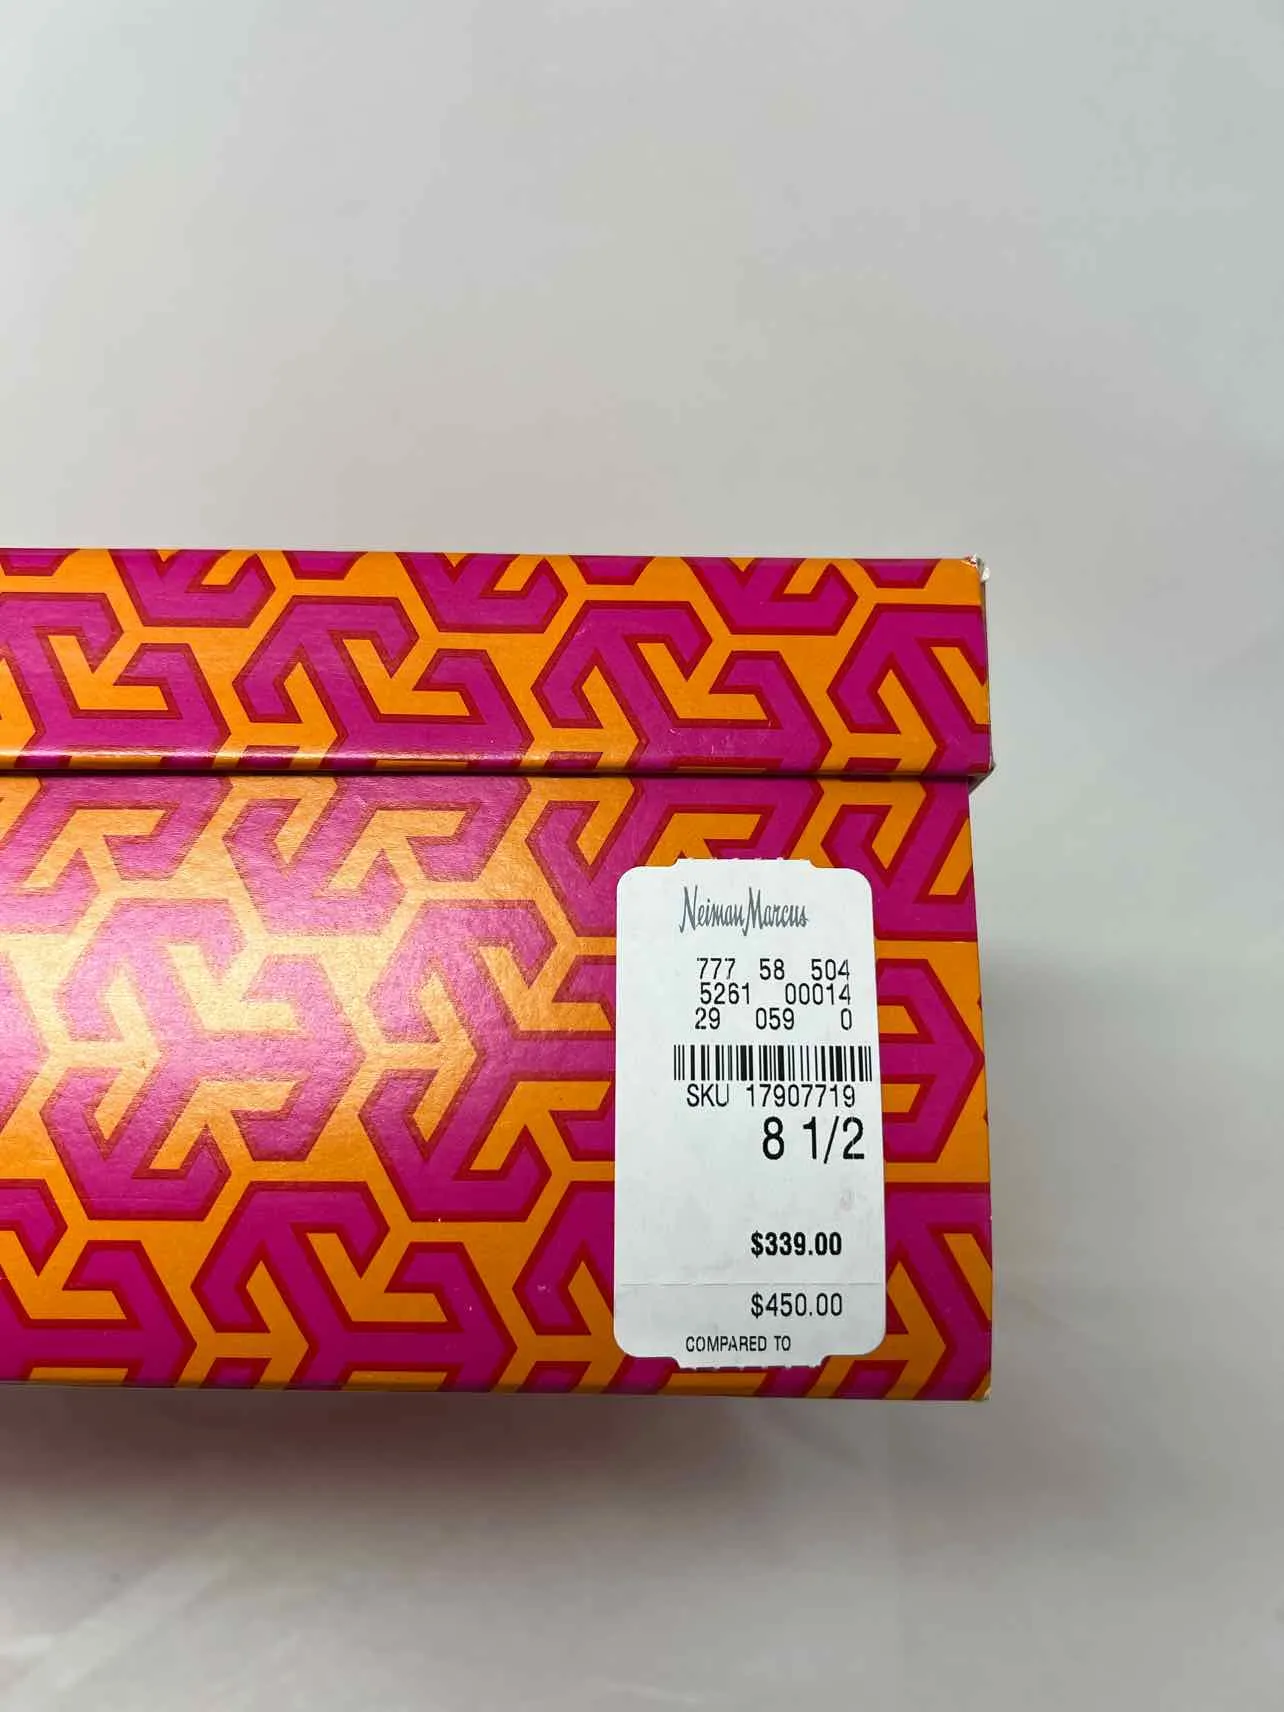 Neiman Marcus
777 58 504
5261 00014
29 059 0
SKU 17907719
8 1/2
$339.00
$450.00
COMPARED TO